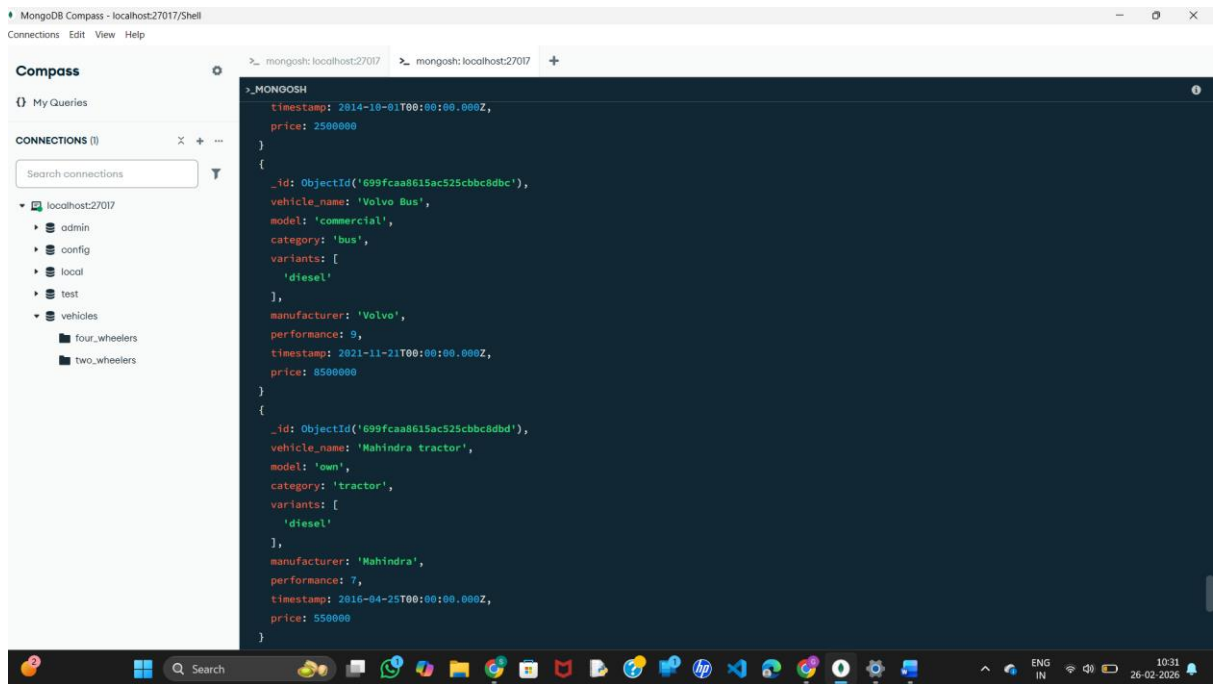 MongoDB Compass - localhost:27017/Shell
Connections Edit View Help
Compass
{} My Queries
CONNECTIONS (1)
Search connections
localhost:27017
admin
config
local
test
vehicles
four_wheelers
two_wheelers
>_ mongosh: localhost:27017 >_ mongosh: localhost:27017 +
>_MONGOSH
timestamp: 2014-10-01T00:00:00.000Z,
price: 2500000
}
{
_id: ObjectId('699fcaa8615ac525cbbc8dbc'),
vehicle_name: 'Volvo Bus',
model: 'commercial',
category: 'bus',
variants: [
'diesel'
],
manufacturer: 'Volvo',
performance: 9,
timestamp: 2021-11-21T00:00:00.000Z,
price: 8500000
}
{
_id: ObjectId('699fcaa8615ac525cbbc8dbd'),
vehicle_name: 'Mahindra tractor',
model: 'own',
category: 'tractor',
variants: [
'diesel'
],
manufacturer: 'Mahindra',
performance: 7,
timestamp: 2016-04-25T00:00:00.000Z,
price: 550000
}
2
Search
ENG
IN
10:31
26-02-2026